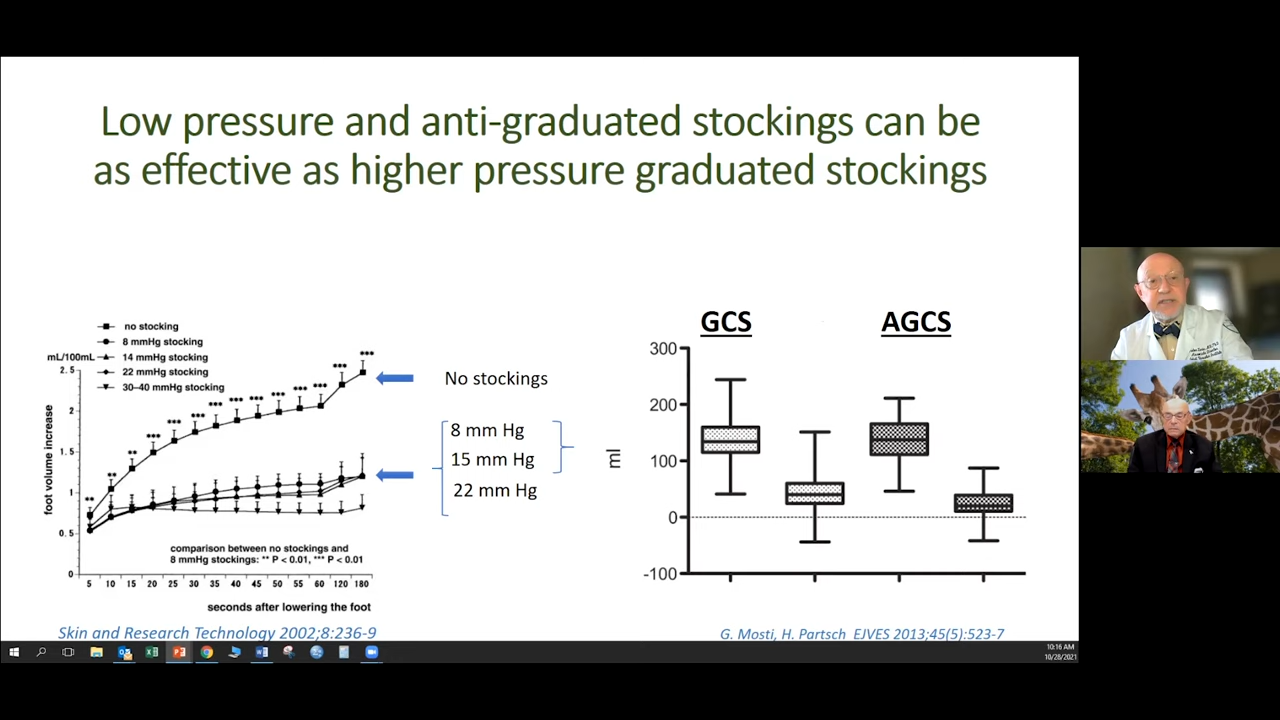 Low pressure and anti-graduated stockings can be
as effective as higher pressure graduated stockings
no stocking
8 mmHg stocking
14 mmHg stocking
22 mmHg stocking
30–40 mmHg stocking
mL/100mL
2.5
2
1.5
1
0.5
0
foot volume increase
**
**
**
***
***
***
***
***
***
***
***
***
***
***
comparison between no stockings and
8 mmHg stockings: ** P < 0.01, *** P < 0.01
5 10 15 20 25 30 35 40 45 50 55 60 120 180
seconds after lowering the foot
Skin and Research Technology 2002;8:236-9
No stockings
8 mm Hg
15 mm Hg
22 mm Hg
GCS AGCS
300
200
100
0
-100
ml
G. Mosti, H. Partsch EJVES 2013;45(5):523-7
10:16 AM
10/28/2021